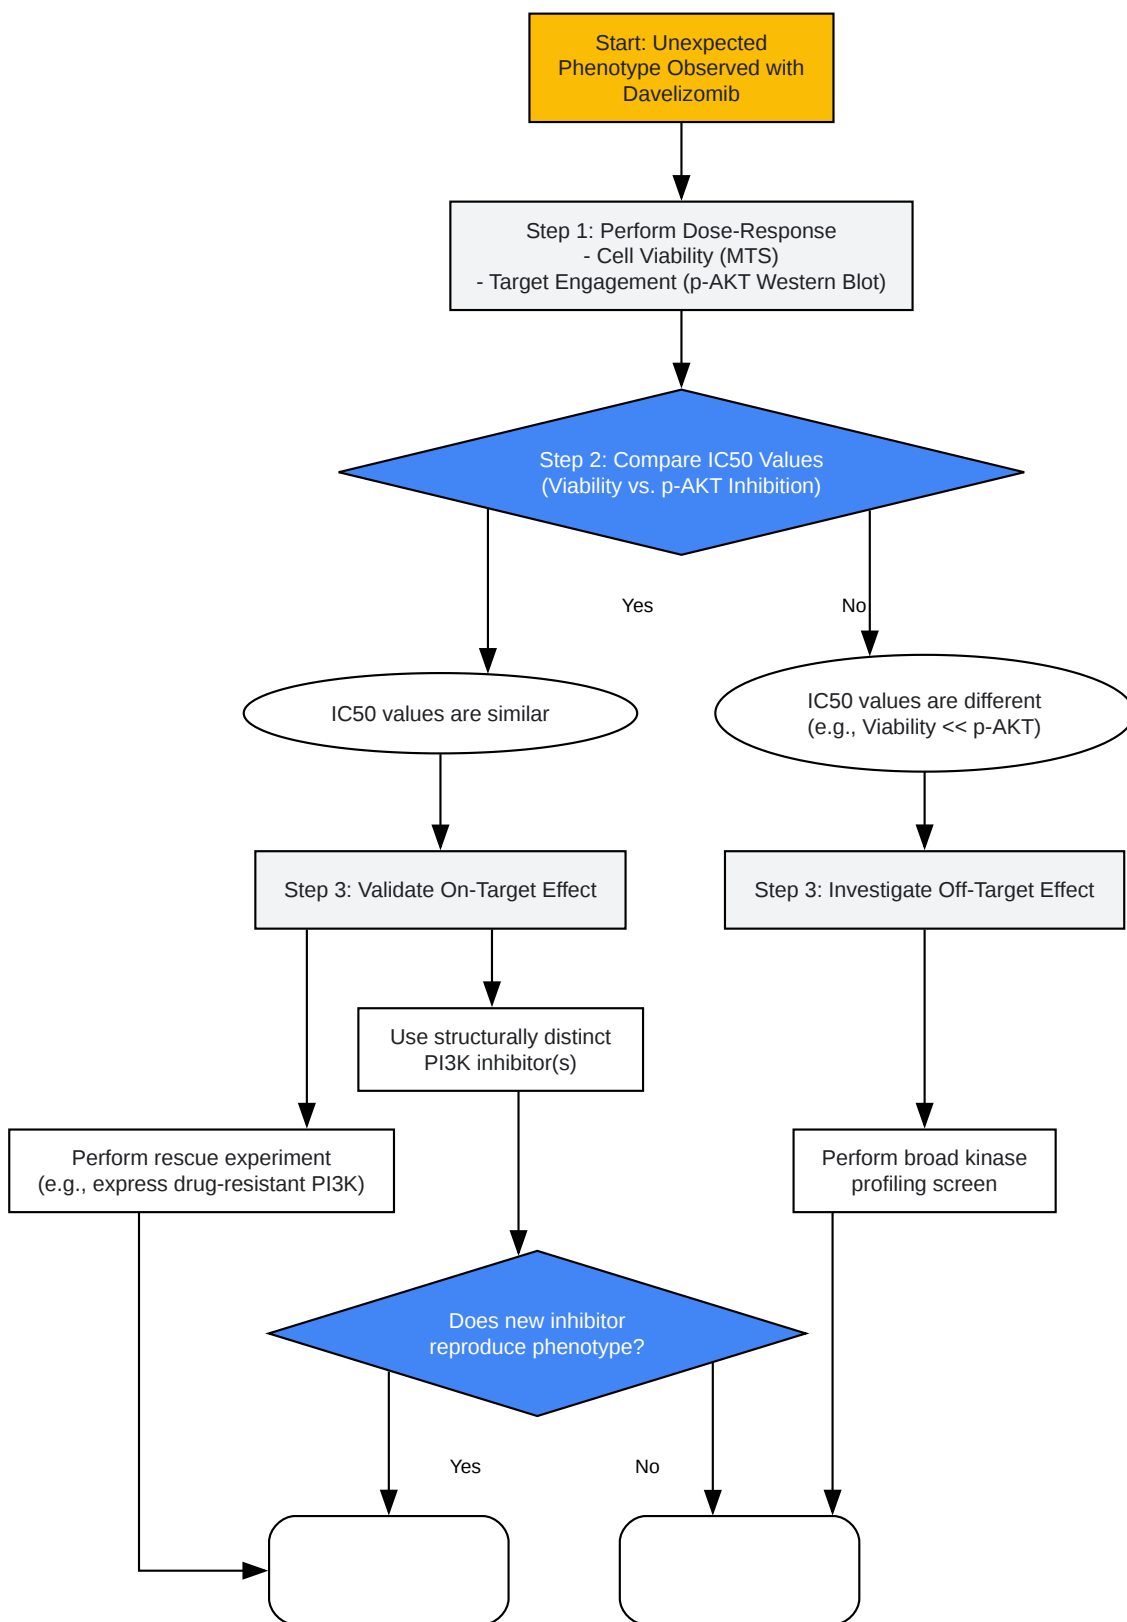 Start: Unexpected
Phenotype Observed with
Davelizomib
Step 1: Perform Dose-Response
- Cell Viability (MTS)
- Target Engagement (p-AKT Western Blot)
Step 2: Compare IC50 Values
(Viability vs. p-AKT Inhibition)
Yes
No
IC50 values are similar
IC50 values are different
(e.g., Viability << p-AKT)
Step 3: Validate On-Target Effect
Step 3: Investigate Off-Target Effect
Use structurally distinct
PI3K inhibitor(s)
Perform rescue experiment
(e.g., express drug-resistant PI3K)
Perform broad kinase
profiling screen
Does new inhibitor
reproduce phenotype?
Yes
No